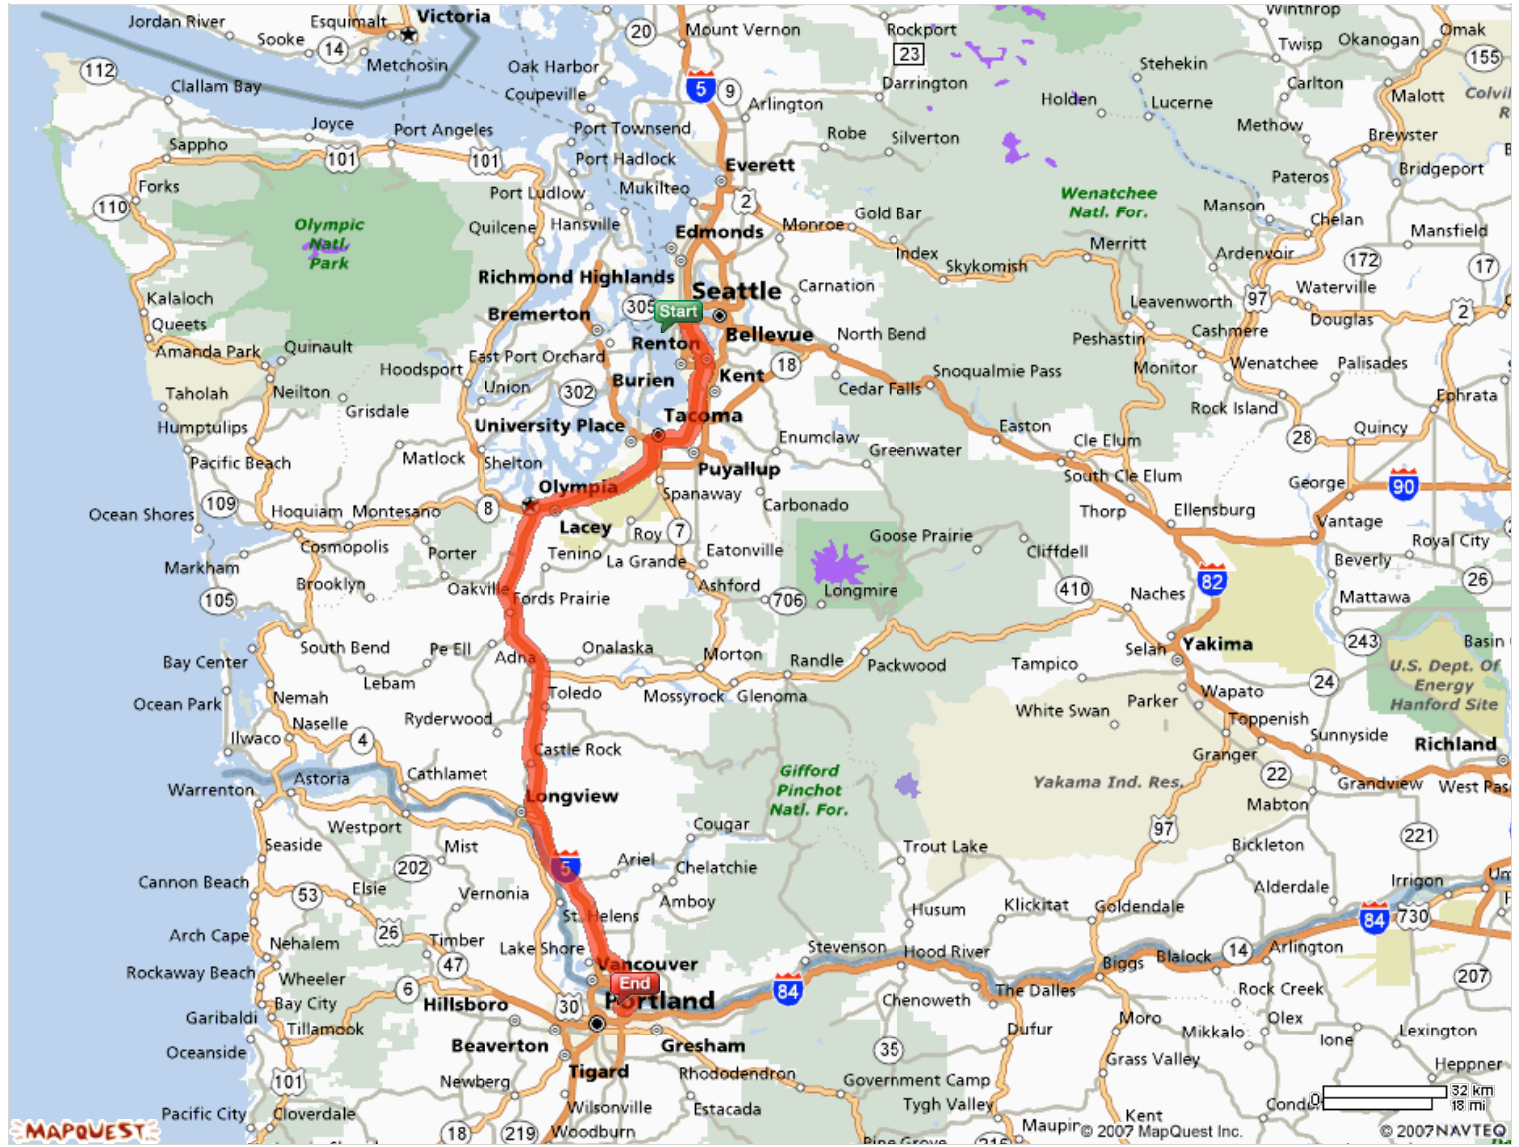 Jordan River
Esquimalt
Victoria
Sooke
14
Metchosin
20
Mount Vernon
Rockport
23
Winthrop
Twisp
Okanogan
Omak
155
112
Clallam Bay
Oak Harbor
Coupeville
5
9
Arlington
Darrington
Stehekin
Holden
Lucerne
Carlton
Malott
Joyce
Port Angeles
Port Townsend
Robe
Silverton
Methow
Brewster
Sappho
101
101
Port Hadlock
Everett
Bridgeport
Forks
Port Ludlow
Mukilteo
2
Wenatchee
Natl. For.
Pateros
110
Olympic
Natl.
Park
Quilcene
Hansville
Edmonds
Monroe
Gold Bar
Manson
Chelan
Mansfield
Index
Merritt
Ardenvoir
172
17
Richmond Highlands
Seattle
Carnation
Skykomish
Kalaloch
305
Start
Leavenworth
97
Waterville
2
Queets
Bremerton
Bellevue
North Bend
Peshastin
Cashmere
Douglas
Amanda Park
Quinault
East Port Orchard
Renton
18
Monitor
Wenatchee
Palisades
Hoodsport
Burien
Kent
Cedar Falls
Snoqualmie Pass
Taholah
Neilton
Union
302
Rock Island
Ephrata
Grisdale
Tacoma
Humptulips
University Place
Enumclaw
Easton
Cle Elum
28
Quincy
Pacific Beach
Matlock
Shelton
Puyallup
Greenwater
South Cle Elum
George
90
Olympia
Spanaway
Carbonado
109
Ocean Shores
Hoquiam
Montesano
8
Lacey
Roy
7
Thorp
Ellensburg
Vantage
Cosmopolis
Porter
Tenino
La Grande
Eatonville
Goose Prairie
Cliffdell
Royal City
Markham
Brooklyn
Oakville
Ashford
706
Longmire
410
82
Beverly
26
105
Fords Prairie
Naches
Mattawa
South Bend
Pe Ell
Adna
Onalaska
Morton
Randle
Packwood
Selah
Yakima
243
Basin
Bay Center
Lebam
Tampico
U.S. Dept. Of
Energy
Hanford Site
Nemah
Toledo
Mossyrock
Glenoma
Parker
Wapato
24
Ocean Park
Naselle
Ryderwood
White Swan
Toppenish
Ilwaco
4
Castle Rock
Granger
Sunnyside
Richland
Warrenton
Astoria
Cathlamet
Longview
Gifford
Pinchot
Natl. For.
Yakama Ind. Res.
22
Grandview
West Pas
Mabton
Westport
Cougar
97
221
Seaside
Mist
Trout Lake
Bickleton
202
5
Ariel
Chelatchie
Cannon Beach
53
Elsie
Vernonia
Amboy
Alderdale
Irrigon
Um
Arch Cape
26
St. Helens
Husum
Klickitat
Goldendale
84
730
Nehalem
Timber
Lake Shore
Stevenson
Hood River
14
Arlington
Rockaway Beach
Wheeler
47
Vancouver
Biggs
Blalock
207
6
End
84
Bay City
Hillsboro
30
Portland
Chenoweth
The Dalles
Rock Creek
Garibaldi
Tillamook
Moro
Mikkalo
Olex
Lexington
Oceanside
Beaverton
Gresham
35
Dufur
Ione
Grass Valley
Heppner
101
Tigard
Newberg
Rhododendron
Government Camp
0
32 km
18 mi
Pacific City
Cloverdale
Wilsonville
Estacada
Tygh Valley
Kent
MAPQUEST
18
219
Woodburn
Pine Grove
Maupin
© 2007 MapQuest Inc.
© 2007 NAVTEQ